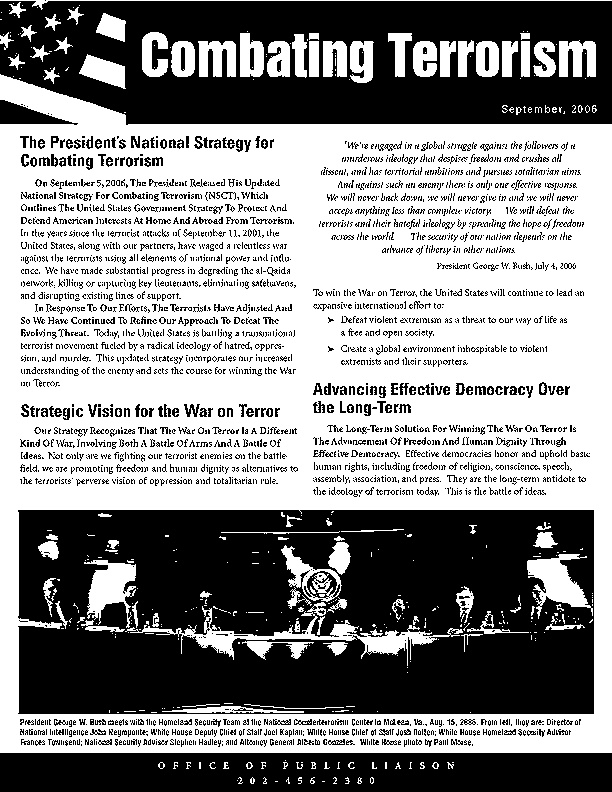 Combating Terrorism
September, 2006
The President's National Strategy for
Combating Terrorism
On September 5, 2006, The President Released His Updated
National Strategy For Combating Terrorism (NSCT), Which
Outlines The United States Government Strategy To Protect And
Defend American Interests At Home And Abroad From Terrorism.
In the years since the terrorist attacks of September 11, 2001, the
United States, along with our partners, have waged a relentless war
against the terrorists using all elements of national power and influ-
ence. We have made substantial progress in degrading the al-Qaida
network, killing or capturing key lieutenants, eliminating safehavens,
and disrupting existing lines of support.
In Response To Our Efforts, The Terrorists Have Adjusted And
So We Have Continued To Refine Our Approach To Defeat The
Evolving Threat. Today, the United States is battling a transnational
terrorist movement fueled by a radical ideology of hatred, oppres-
sion, and murder. This updated strategy incorporates our increased
understanding of the enemy and sets the course for winning the War
on Terror.
Strategic Vision for the War on Terror
Our Strategy Recognizes That The War On Terror Is A Different
Kind Of War, Involving Both A Battle Of Arms And A Battle Of
Ideas. Not only are we fighting our terrorist enemies on the battle-
field, we are promoting freedom and human dignity as alternatives to
the terrorists' perverse vision of oppression and totalitarian rule.
"We're engaged in a global struggle against the followers of a
murderous ideology that despises freedom and crushes all
dissent, and has territorial ambitions and pursues totalitarian aims.
And against such an enemy there is only one effective response.
We will never back down, we will never give in and we will never
accepts anything less than complete victory. We will defeat the
terrorists and their hateful ideology by spreading the hope of freedom
across the world. The security of our nation depends on the
advance of liberty in other nations.
President George W. Bush, July 4, 2006
To win the War on Terror, the United States will continue to lead an
expansive international effort to:
➤ Defeat violent extremism as a threat to our way of life as
a free and open society.
➤ Create a global environment inhospitable to violent
extremists and their supporters.
Advancing Effective Democracy Over
the Long-Term
The Long-Term Solution For Winning The War On Terror Is
The Advancement Of Freedom And Human Dignity Through
Effective Democracy. Effective democracies honor and uphold basic
human rights, including freedom of religion, conscience, speech,
assembly, association, and press. They are the long-term antidote to
the ideology of terrorism today. This is the battle of ideas.
President George W. Bush meets with the Homeland Security Team at the National Counterterrorism Center in McLean, Va., Aug. 15, 2006. From left, they are: Director of
National Intelligence John Negroponte; White House Deputy Chief of Staff Joel Kaplan; White House Chief of Staff Josh Bolten; White House Homeland Security Advisor
Frances Townsend; National Security Advisor Stephen Hadley; and Attorney General Alberto Gonzales. White House photo by Paul Morse.
OFFICE OF PUBLIC LIAISON
202-456-2380